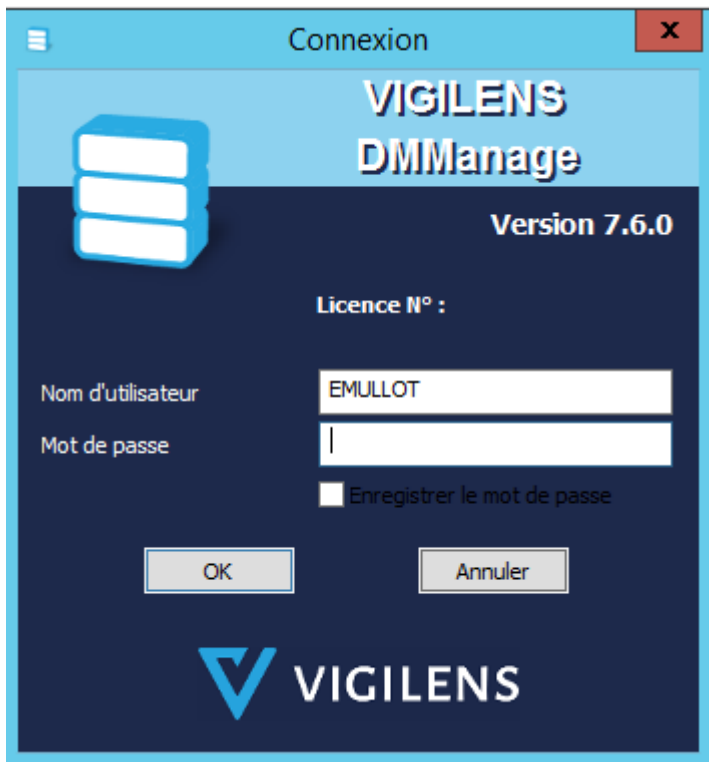 Connexion
x
VIGILENS
DMManage
Version 7.6.0
Licence N° :
Nom d'utilisateur
EMULLOT
Mot de passe
Enregistrer le mot de passe
OK
Annuler
VIGILENS